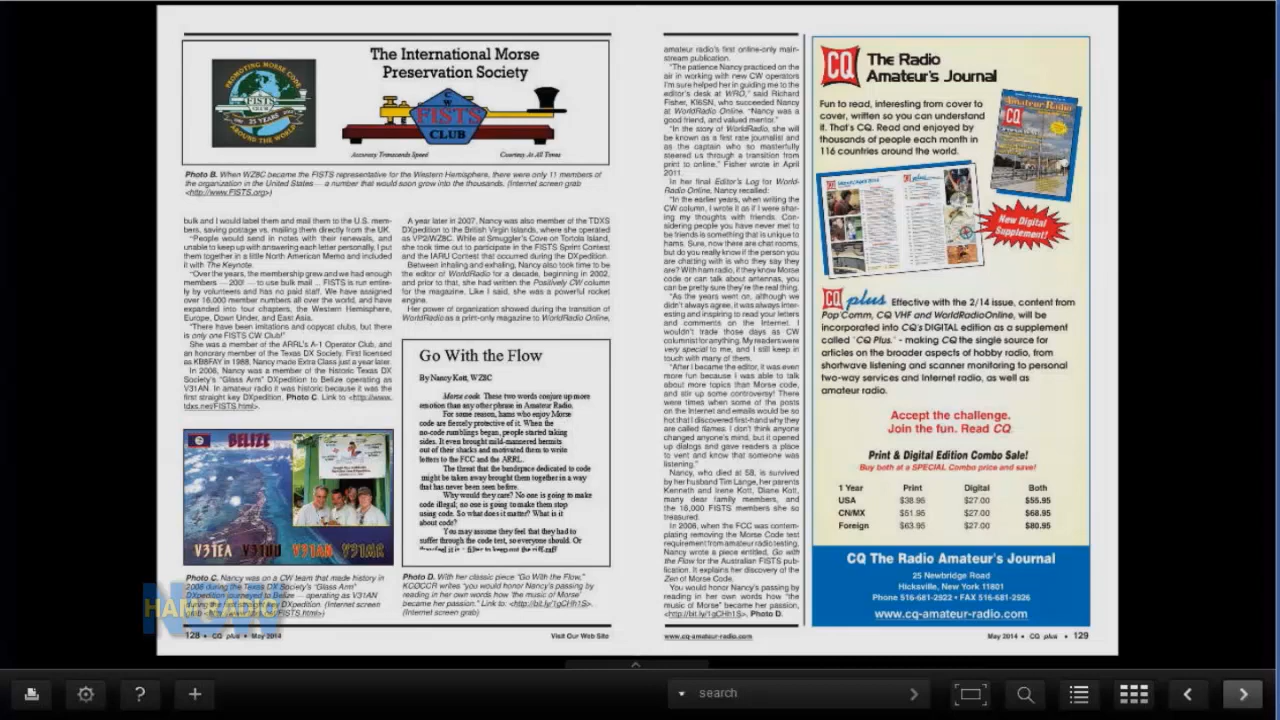 PROMOTING MORSE CODE
FISTS
25 YEARS
AROUND THE WORLD
The International Morse
Preservation Society
CW
FISTS
CLUB
Accuracy Transcends Speed
Courtesy At All Times
Photo B. When WZ8C became the FISTS representative for the Western Hemisphere, there were only 11 members of
the organization in the United States — a number that would soon grow into the thousands. (Internet screen grab
<http://www.FISTS.org>)
bulk and I would label them and mail them to the U.S. mem-
bers, saving postage vs. mailing them directly from the UK.
"People would send in notes with their renewals, and
unable to keep up with answering each letter personally, I put
them together in a little North American Memo and included
it with The Keynote.
"Over the years, the membership grew and we had enough
members — 200! — to use bulk mail ... FISTS is run entire-
ly by volunteers and has no paid staff. We have assigned
over 16,000 member numbers all over the world, and have
expanded into four chapters, the Western Hemisphere,
Europe, Down Under, and East Asia.
"There have been imitations and copycat clubs, but there
is only one FISTS CW Club!"
She was a member of the ARRL's A-1 Operator Club, and
an honorary member of the Texas DX Society. First licensed
as KB8FAY in 1988, Nancy made Extra Class just a year later.
In 2006, Nancy was a member of the historic Texas DX
Society's "Glass Arm" DXpedition to Belize operating as
V31AN. In amateur radio it was historic because it was the
first straight key DXpedition, Photo C. Link to <http://www.
tdxs.net/FISTS.html>.
BELIZE
V31EA
V31AN
Photo C. Nancy was on a CW team that made history in
2006 during the Texas DX Society's "Glass Arm"
DXpedition journeyed to Belize — operating as V31AN
HAM RADIO
NOW
128 • CQ plus • May 2014
A year later in 2007, Nancy was also member of the TDXS
DXpedition to the British Virgin Islands, where she operated
as VP2/WZ8C. While at Smuggler's Cove on Tortola Island,
she took time out to participate in the FISTS Sprint Contest
and the IARU Contest that occurred during the DXpedition.
Between inhaling and exhaling, Nancy also took time to be
the editor of WorldRadio for a decade, beginning in 2002,
and prior to that, she had written the Positively CW column
for the magazine. Like I said, she was a powerful rocket
engine.
Her power of organization showed during the transition of
WorldRadio as a print-only magazine to WorldRadio Online,
Go With the Flow
By Nancy Kott, WZ8C
Morse code. These two words conjure up more
emotion than any other phrase in Amateur Radio.
For some reason, hams who enjoy Morse
code are fiercely protective of it. When the
no-code rumblings began, people started taking
sides. It even brought mild-mannered hermits
out of their shacks and motivated them to write
letters to the FCC and the ARRL.
The threat that the bandspace dedicated to code
might be taken away brought them together in a way
that has never been seen before.
Why would they care? No one is going to make
code illegal; no one is going to make them stop
using code. So what does it matter? What is it
about code?
You may assume they feel that they had to
suffer through the code test, so everyone should. Or
Photo D. With her classic piece "Go With the Flow,"
KG0CCR writes "you would honor Nancy's passing by
reading in her own words how 'the music of Morse'
became her passion." Link to: <http://bit.ly/1gCHh1S>.
(Internet screen grab)
Visit Our Web Site
amateur radio's first online-only main-
stream publication.
"The patience Nancy practiced on the
air in working with new CW operators
I'm sure helped her in guiding me to the
editor's desk at WRO," said Richard
Fisher, KI6SN, who succeeded Nancy
at WorldRadio Online. "Nancy was a
good friend, and valued mentor."
"In the story of WorldRadio, she will
be known as a first rate journalist and
as the captain who so masterfully
steered us through a transition from
print to online," Fisher wrote in April
2011.
In her final Editor's Log for World-
Radio Online, Nancy recalled:
"In the earlier years, when writing the
CW column, I wrote it as if I were shar-
ing my thoughts with friends. Con-
sidering people you have never met to
be friends is something that is unique to
hams. Sure, now there are chat rooms,
but do you really know if the person you
are chatting with is who they say they
are? With ham radio, if they know Morse
code or can talk about antennas, you
can be pretty sure they're the real thing.
"As the years went on, although we
didn't always agree, it was always inter-
esting and inspiring to read your letters
and comments on the Internet. I
wouldn't trade those days as CW
columnist for anything. My readers were
very special to me, and I still keep in
touch with many of them.
"After I became the editor, it was even
more fun because I was able to talk
about more topics than Morse code,
and stir up some controversy! There
were times when some of the posts
on the Internet and emails would be so
hot that I discovered first-hand why they
are called flames. I don't think anyone
changed anyone's mind, but it opened
up dialogs and gave readers a place
to vent and know that someone was
listening."
Nancy, who died at 58, is survived
by her husband Tim Lange, her parents
Kenneth and Irene Kott, Diane Kott,
many dear family members, and
the 16,000 FISTS members she so
treasured.
In 2006, when the FCC was contem-
plating removing the Morse Code test
requirement from amateur radio testing,
Nancy wrote a piece entitled, Go with
the Flow for the Australian FISTS pub-
lication. It explains her discovery of the
Zen of Morse Code.
You would honor Nancy's passing by
reading in her own words how "the
music of Morse" became her passion,
<http://bit.ly/1gCHh1S>, Photo D.
www.cq-amateur-radio.com
CQ
The Radio
Amateur's Journal
Fun to read, interesting from cover to
cover, written so you can understand
it. That's CQ. Read and enjoyed by
thousands of people each month in
116 countries around the world.
Amateur Radio
CQ
New Digital
Supplement!
CQ plus Effective with the 2/14 issue, content from
Pop'Comm, CQ VHF and WorldRadioOnline, will be
incorporated into CQ's DIGITAL edition as a supplement
called "CQ Plus." - making CQ the single source for
articles on the broader aspects of hobby radio, from
shortwave listening and scanner monitoring to personal
two-way services and Internet radio, as well as
amateur radio.
Accept the challenge.
Join the fun. Read CQ.
Print & Digital Edition Combo Sale!
Buy both at a SPECIAL Combo price and save!
1 Year Print Digital Both
USA $38.95 $27.00 $55.95
CN/MX $51.95 $27.00 $68.95
Foreign $63.95 $27.00 $80.95
CQ The Radio Amateur's Journal
25 Newbridge Road
Hicksville, New York 11801
Phone 516-681-2922 • FAX 516-681-2926
www.cq-amateur-radio.com
May 2014 • CQ plus • 129
?
+
search